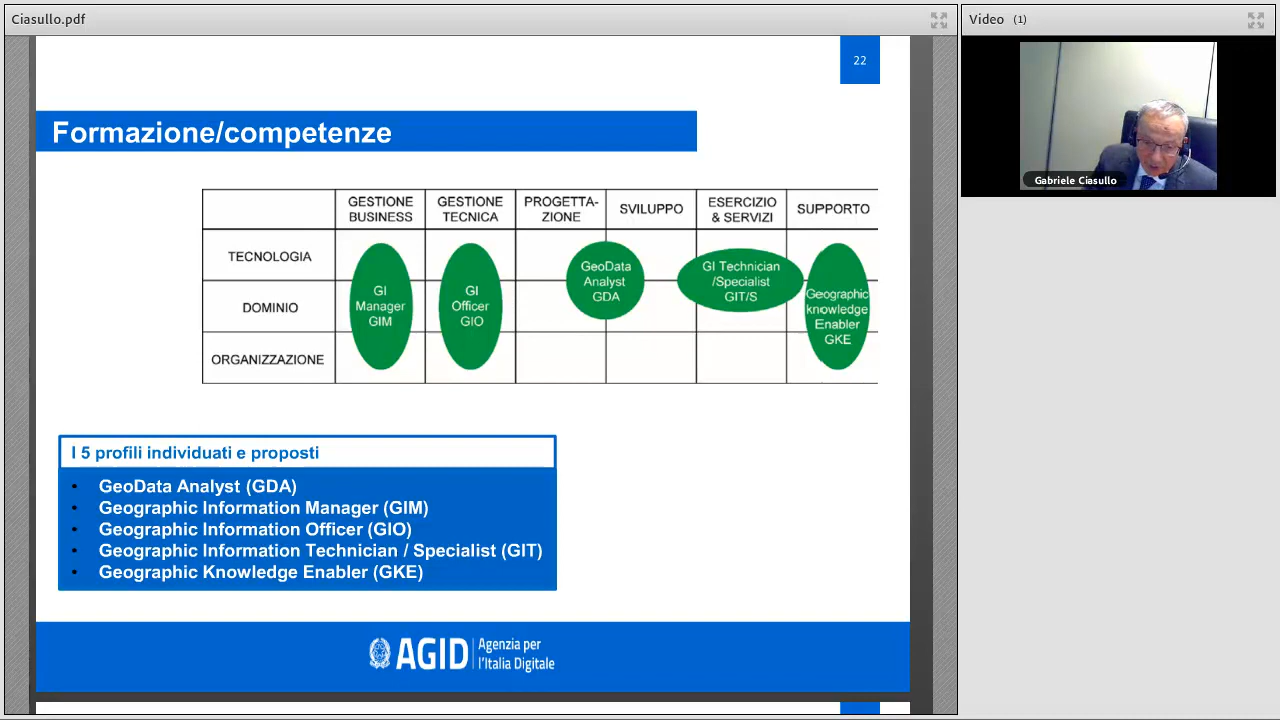 Ciasullo.pdf
Video (1)
22
Gabriele Ciasullo
Formazione/competenze
GESTIONE BUSINESS
GESTIONE TECNICA
PROGETTA-
ZIONE
SVILUPPO
ESERCIZIO & SERVIZI
SUPPORTO
TECNOLOGIA
DOMINIO
ORGANIZZAZIONE
GI
Manager
GIM
GI
Officer
GIO
GeoData
Analyst
GDA
GI Technician
/Specialist
GIT/S
Geographic
knowledge
Enabler
GKE
I 5 profili individuati e proposti
• GeoData Analyst (GDA)
• Geographic Information Manager (GIM)
• Geographic Information Officer (GIO)
• Geographic Information Technician / Specialist (GIT)
• Geographic Knowledge Enabler (GKE)
AGID
Agenzia per
l'Italia Digitale